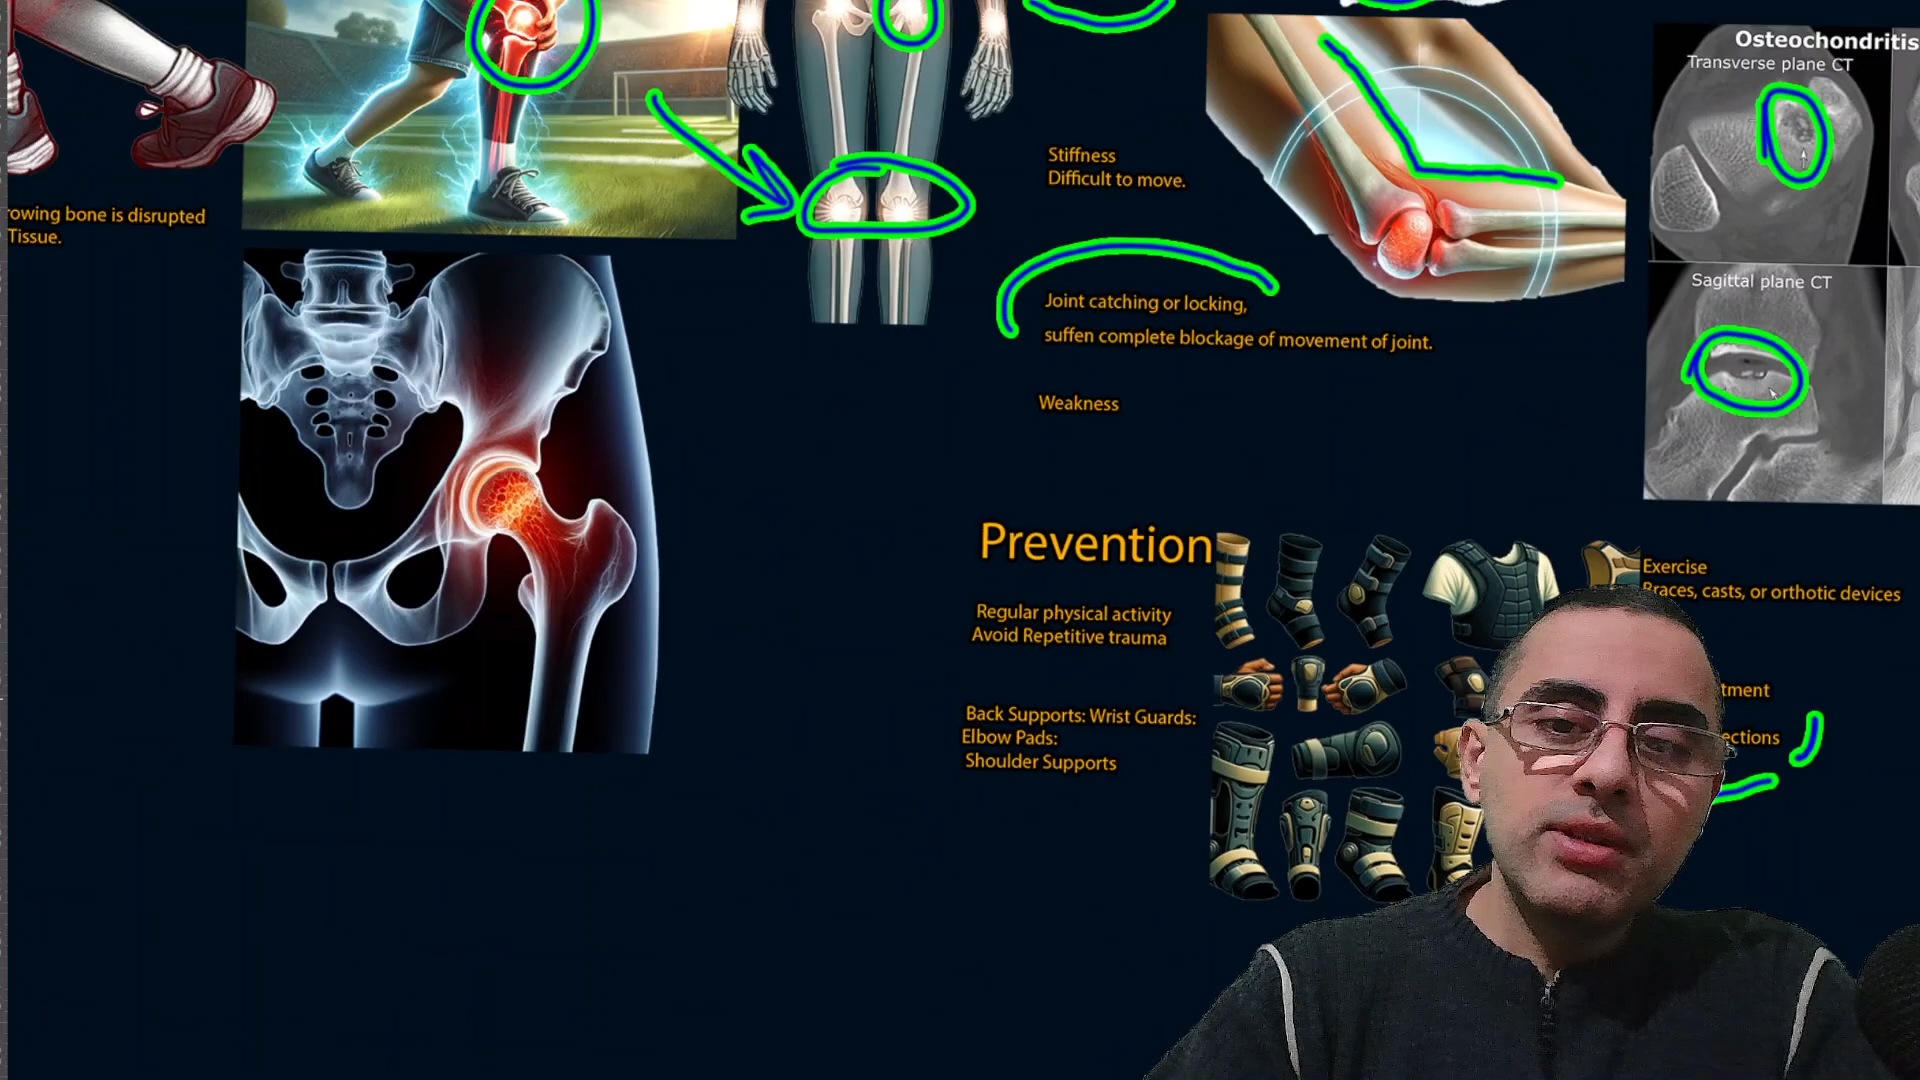 Osteochondritis
Transverse plane CT
Sagittal plane CT
Stiffness
Difficult to move.
rowing bone is disrupted
Tissue.
Joint catching or locking,
suffen complete blockage of movement of joint.
Weakness
Prevention
Regular physical activity
Avoid Repetitive trauma
Back Supports: Wrist Guards:
Elbow Pads:
Shoulder Supports
Exercise
Braces, casts, or orthotic devices
tment
ections